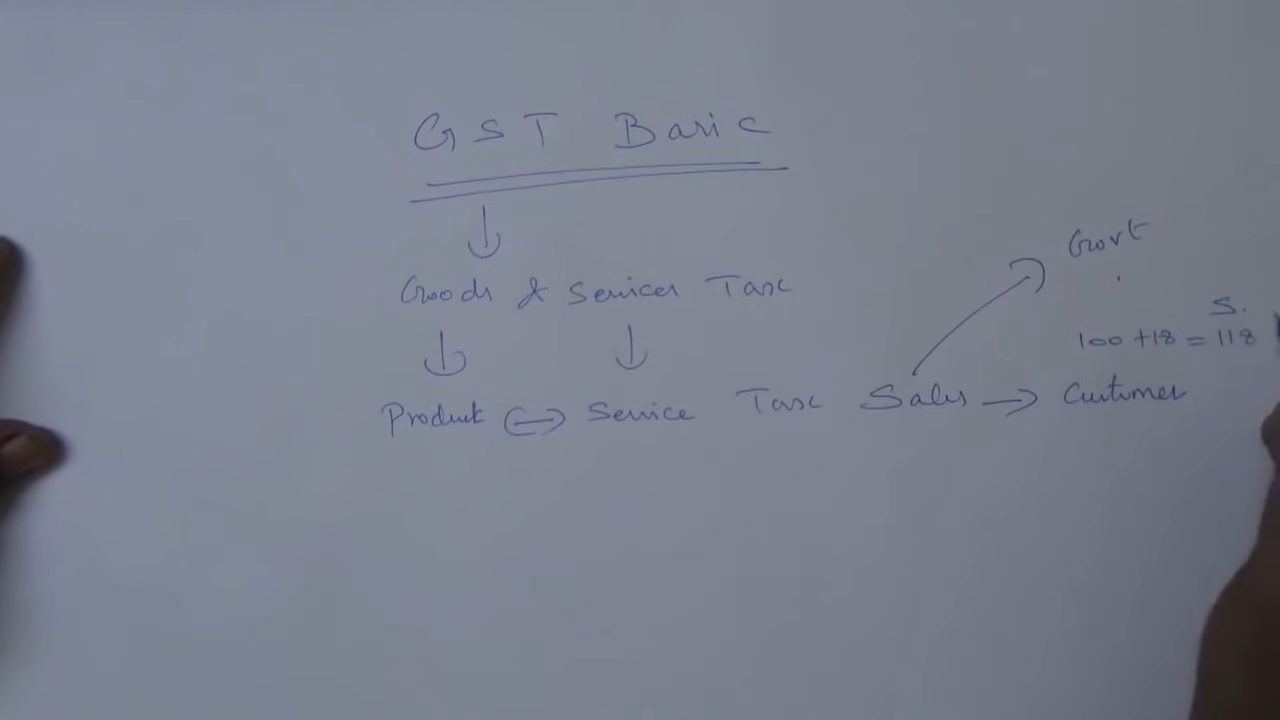 GST Basic
Goods & Services Tax
Govt
S.
100 + 18 = 118
Product ↔ Service Tax Sales → Customer